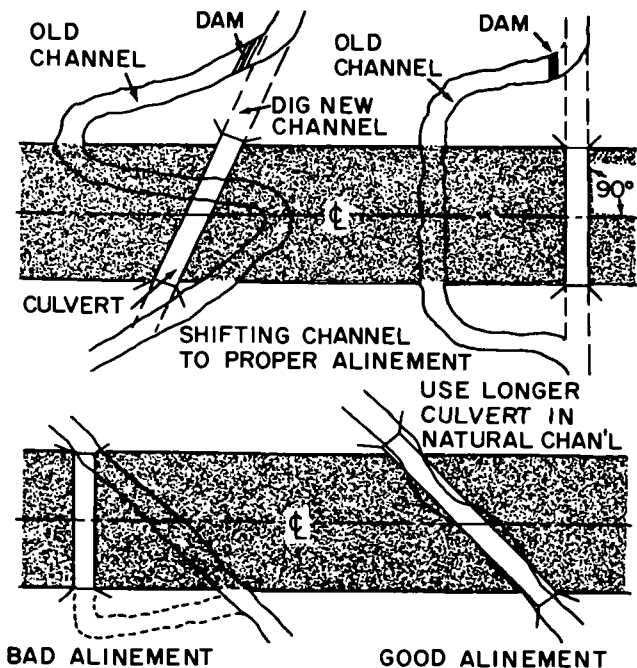 OLD
CHANNEL
DAM
DIG NEW
CHANNEL
OLD
CHANNEL
DAM
90°
℄
CULVERT
SHIFTING CHANNEL
TO PROPER ALINEMENT
USE LONGER
CULVERT IN
NATURAL CHAN'L
℄
BAD ALINEMENT
GOOD ALINEMENT